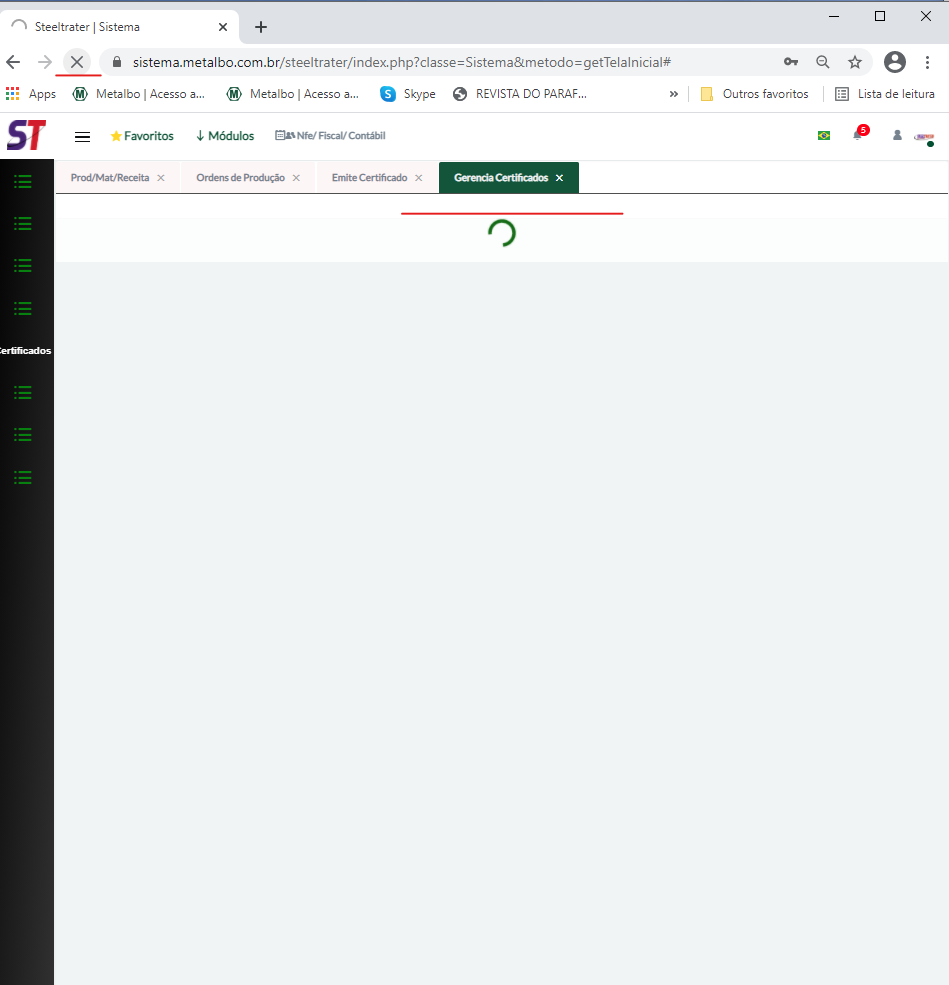 Steeltrater | Sistema
sistema.metalbo.com.br/steeltrater/index.php?classe=Sistema&metodo=getTelaInicial#
Apps Metalbo | Acesso a... Metalbo | Acesso a... Skype REVISTA DO PARAF... » Outros favoritos Lista de leitura
ST Favoritos Módulos Nfe/ Fiscal/ Contábil 5
Prod/Mat/Receita Ordens de Produção Emite Certificado Gerencia Certificados
ertificados